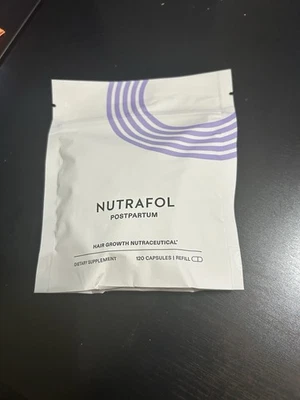 NUTRAFOL
POSTPARTUM
HAIR GROWTH NUTRACEUTICAL*
DIETARY SUPPLEMENT 120 CAPSULES | REFILL